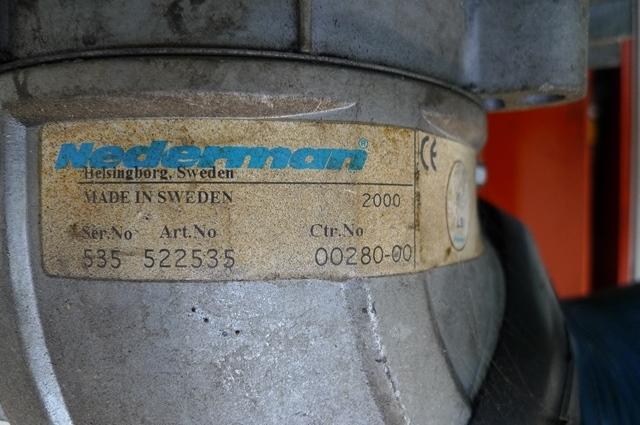 Nederman®
Helsingborg, Sweden
MADE IN SWEDEN 2000
Ser.No Art.No Ctr.No
535 522535 00280-00
CE